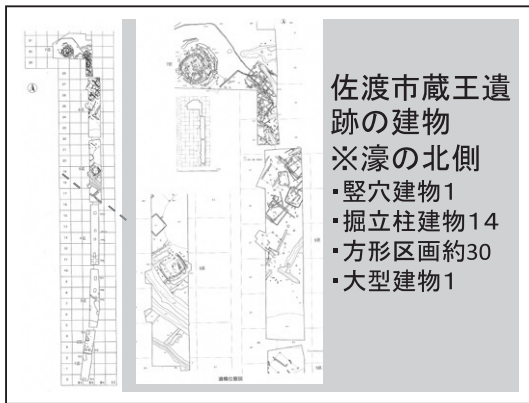 佐渡市蔵王遺
跡の建物
※濠の北側
▪竪穴建物1
▪掘立柱建物14
▪方形区画約30
▪大型建物1